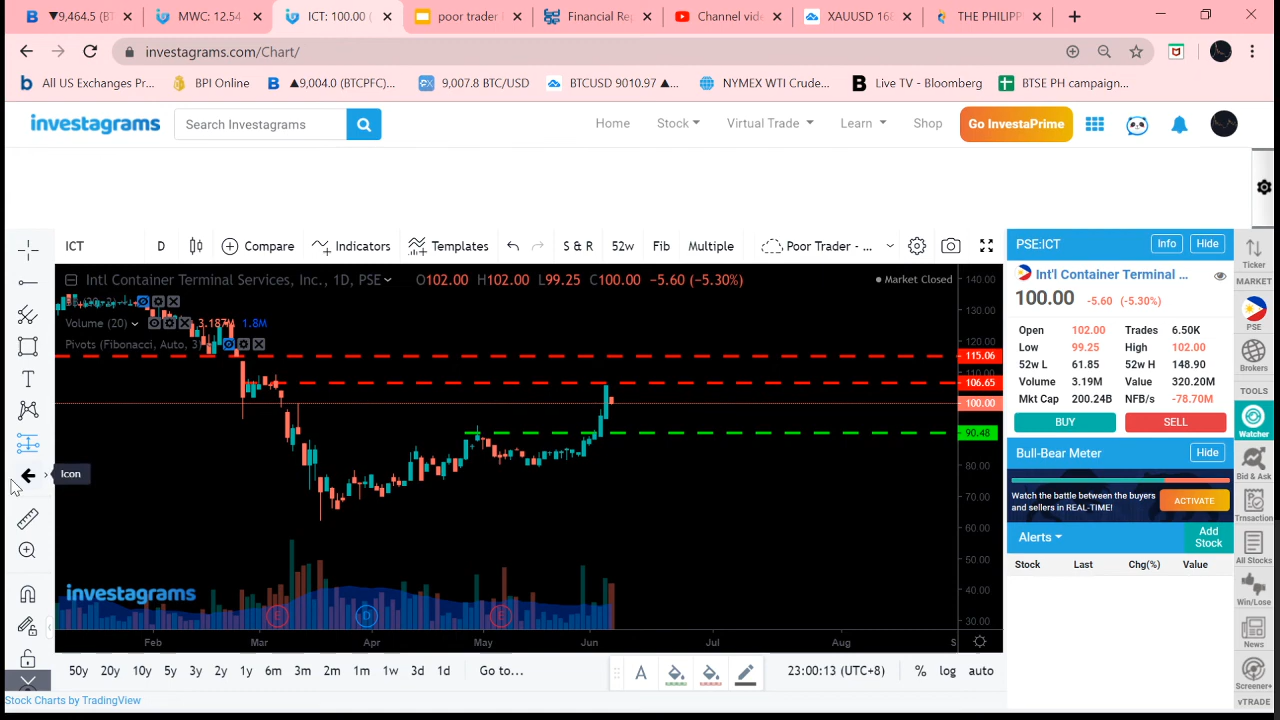 ▼9,464.5 (BT
MWC: 12.54
ICT: 100.00 (
poor trader
Financial Re
Channel vid
XAUUSD 16
THE PHILIPP
investagrams.com/Chart/
All US Exchanges Pr...
BPI Online
▲9,004.0 (BTCPFC)...
9,007.8 BTC/USD
BTCUSD 9010.97 ▲...
NYMEX WTI Crude...
Live TV - Bloomberg
BTSE PH campaign...
investagrams
Search Investagrams
Home
Stock
Virtual Trade
Learn
Shop
Go InvestaPrime
ICT
D
Compare
Indicators
Templates
S & R
52w
Fib
Multiple
Poor Trader - ...
Intl Container Terminal Services, Inc., 1D, PSE
O102.00 H102.00 L99.25 C100.00 -5.60 (-5.30%)
Market Closed
Volume (20)
3.187M 1.8M
Pivots (Fibonacci, Auto, 3
140.00
130.00
120.00
115.06
110.00
106.65
100.00
90.48
80.00
70.00
60.00
50.00
40.00
30.00
Icon
investagrams
E
D
E
Feb
Mar
Apr
May
Jun
Jul
Aug
S
50y
20y
10y
5y
3y
2y
1y
6m
3m
2m
1m
1w
3d
1d
Go to...
A
23:00:13 (UTC+8)
%
log
auto
Stock Charts by TradingView
PSE:ICT
Info
Hide
Int'l Container Terminal ...
100.00 -5.60 (-5.30%)
Open 102.00 Trades 6.50K
Low 99.25 High 102.00
52w L 61.85 52w H 148.90
Volume 3.19M Value 320.20M
Mkt Cap 200.24B NFB/s -78.70M
BUY
SELL
Bull-Bear Meter
Hide
Watch the battle between the buyers
and sellers in REAL-TIME!
ACTIVATE
Alerts
Add
Stock
Stock Last Chg(%) Value
Ticker
MARKET
PSE
Brokers
TOOLS
Watcher
Bid & Ask
Trnsaction
All Stocks
Win/Lose
News
Screener+
vTRADE